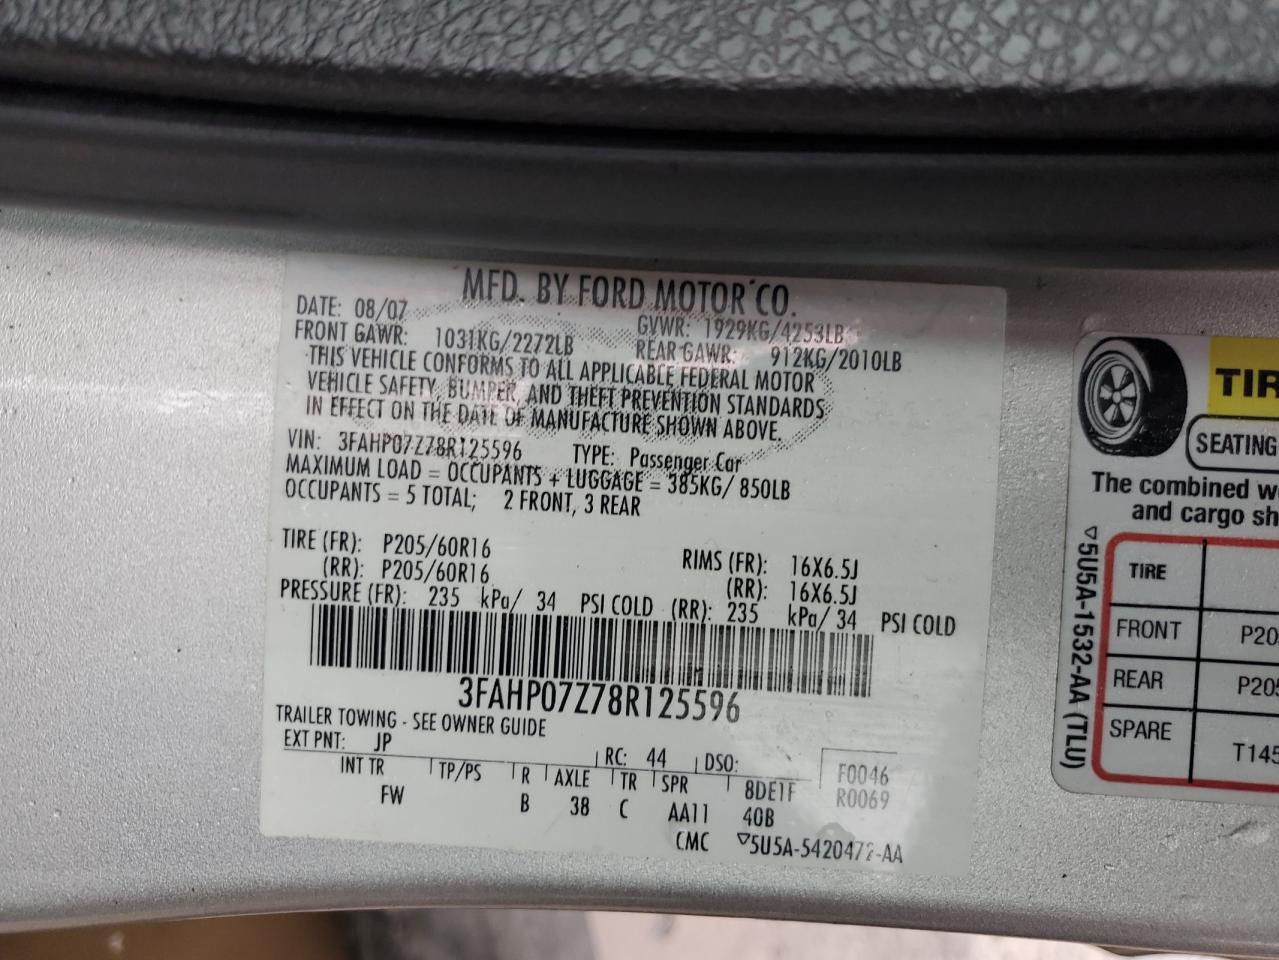 MFD. BY FORD MOTOR CO.
DATE: 08/07 GVWR: 1929KG/4253LB
FRONT GAWR: 1031KG/2272LB REAR GAWR: 912KG/2010LB
THIS VEHICLE CONFORMS TO ALL APPLICABLE FEDERAL MOTOR
VEHICLE SAFETY, BUMPER, AND THEFT PREVENTION STANDARDS
IN EFFECT ON THE DATE OF MANUFACTURE SHOWN ABOVE.
VIN: 3FAHP07Z78R125596 TYPE: Passenger Car
MAXIMUM LOAD = OCCUPANTS + LUGGAGE = 385KG/ 850LB
OCCUPANTS = 5 TOTAL; 2 FRONT, 3 REAR
TIRE (FR): P205/60R16 RIMS (FR): 16X6.5J
(RR): P205/60R16 (RR): 16X6.5J
PRESSURE (FR): 235 kPa/ 34 PSI COLD (RR): 235 kPa/ 34 PSI COLD
3FAHP07Z78R125596
TRAILER TOWING - SEE OWNER GUIDE
EXT PNT: JP RC: 44 DSO: F0046
INT TR TP/PS R AXLE TR SPR 8DE1F R0069
FW B 38 C AA11 40B
CMC 5U5A-5420472-AA
TIR
SEATING
The combined w
and cargo sh
TIRE
FRONT P20
REAR P205
SPARE T145
5U5A-1532-AA (TLU)